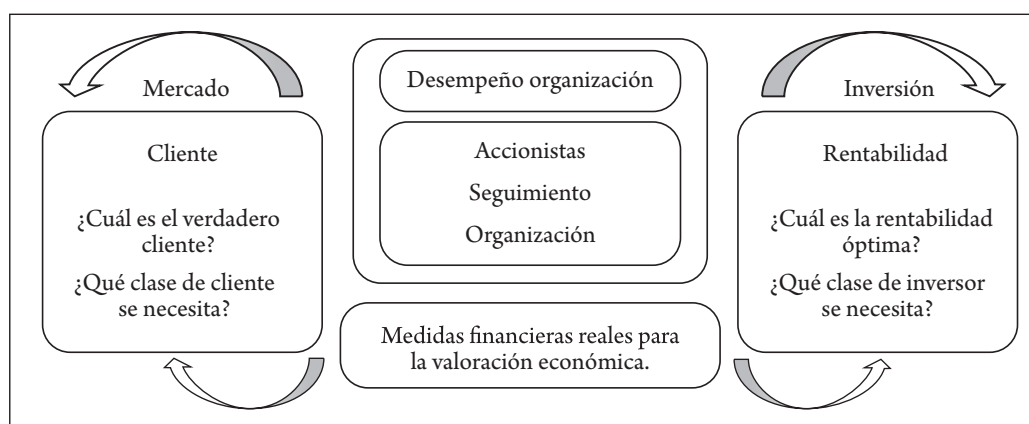 Mercado
Cliente
¿Cuál es el verdadero
cliente?
¿Qué clase de cliente
se necesita?
Desempeño organización
Accionistas
Seguimiento
Organización
Medidas financieras reales para
la valoración económica.
Inversión
Rentabilidad
¿Cuál es la rentabilidad
óptima?
¿Qué clase de inversor
se necesita?